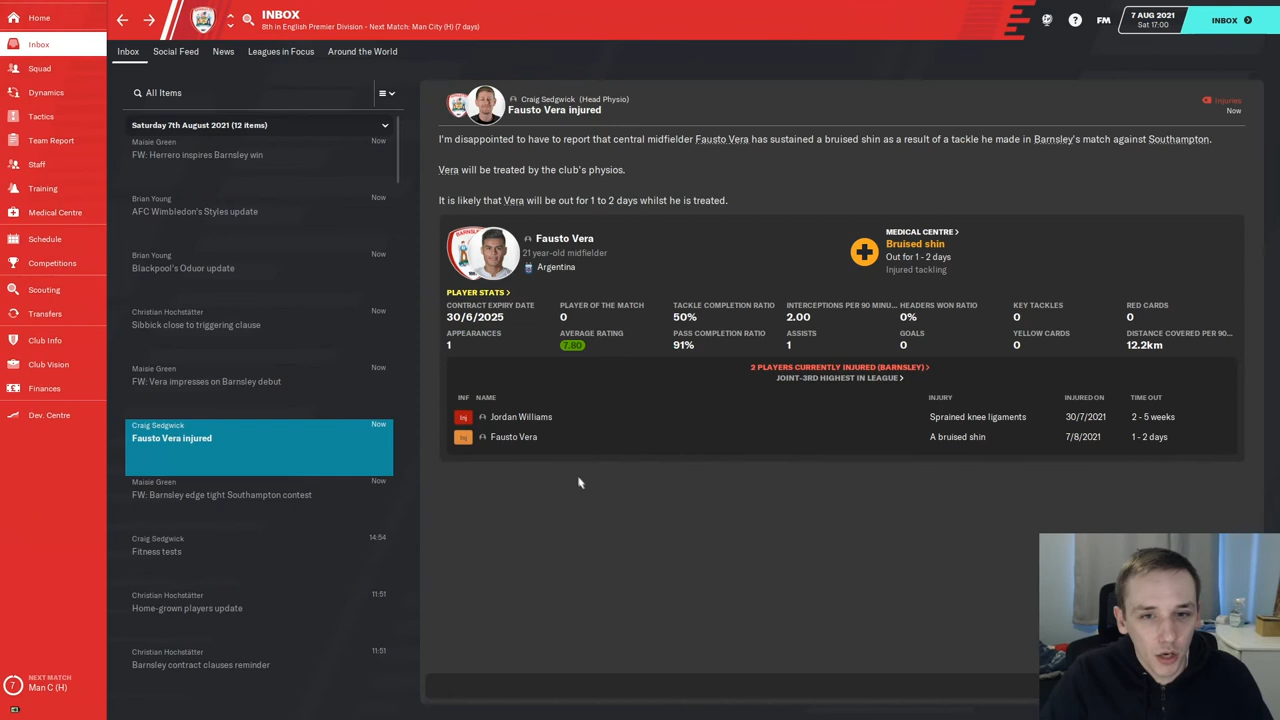 Home
Inbox
Squad
Dynamics
Tactics
Team Report
Staff
Training
Medical Centre
Schedule
Competitions
Scouting
Transfers
Club Info
Club Vision
Finances
Dev. Centre
7
NEXT MATCH
Man C (H)
INBOX
8th in English Premier Division - Next Match: Man City (H) (7 days)
?
FM
7 AUG 2021
Sat 17:00
INBOX
Inbox
Social Feed
News
Leagues in Focus
Around the World
All Items
Saturday 7th August 2021 (12 items)
Maisie Green
Now
FW: Herrero inspires Barnsley win
Brian Young
Now
AFC Wimbledon's Styles update
Brian Young
Now
Blackpool's Oduor update
Christian Hochstätter
Now
Sibbick close to triggering clause
Maisie Green
Now
FW: Vera impresses on Barnsley debut
Craig Sedgwick
Now
Fausto Vera injured
Maisie Green
Now
FW: Barnsley edge tight Southampton contest
Craig Sedgwick
14:54
Fitness tests
Christian Hochstätter
11:51
Home-grown players update
Christian Hochstätter
11:51
Barnsley contract clauses reminder
Craig Sedgwick (Head Physio)
Fausto Vera injured
Injuries
Now
I'm disappointed to have to report that central midfielder Fausto Vera has sustained a bruised shin as a result of a tackle he made in Barnsley's match against Southampton.
Vera will be treated by the club's physios.
It is likely that Vera will be out for 1 to 2 days whilst he is treated.
Fausto Vera
21 year-old midfielder
Argentina
MEDICAL CENTRE >
Bruised shin
Out for 1 - 2 days
Injured tackling
PLAYER STATS >
CONTRACT EXPIRY DATE PLAYER OF THE MATCH TACKLE COMPLETION RATIO INTERCEPTIONS PER 90 MINU... HEADERS WON RATIO KEY TACKLES RED CARDS
30/6/2025 0 50% 2.00 0% 0 0
APPEARANCES AVERAGE RATING PASS COMPLETION RATIO ASSISTS GOALS YELLOW CARDS DISTANCE COVERED PER 90...
1 7.80 91% 1 0 0 12.2km
2 PLAYERS CURRENTLY INJURED (BARNSLEY) >
JOINT-3RD HIGHEST IN LEAGUE >
INF NAME INJURY INJURED ON TIME OUT
Inj Jordan Williams Sprained knee ligaments 30/7/2021 2 - 5 weeks
Inj Fausto Vera A bruised shin 7/8/2021 1 - 2 days